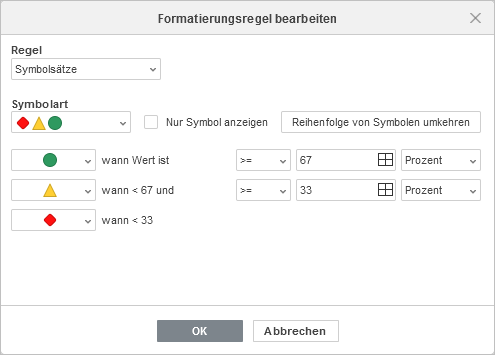 Formatierungsregel bearbeiten
Regel
Symbolsätze
Symbolart
Nur Symbol anzeigen
Reihenfolge von Symbolen umkehren
wann Wert ist >= 67 Prozent
wann < 67 und >= 33 Prozent
wann < 33
OK Abbrechen